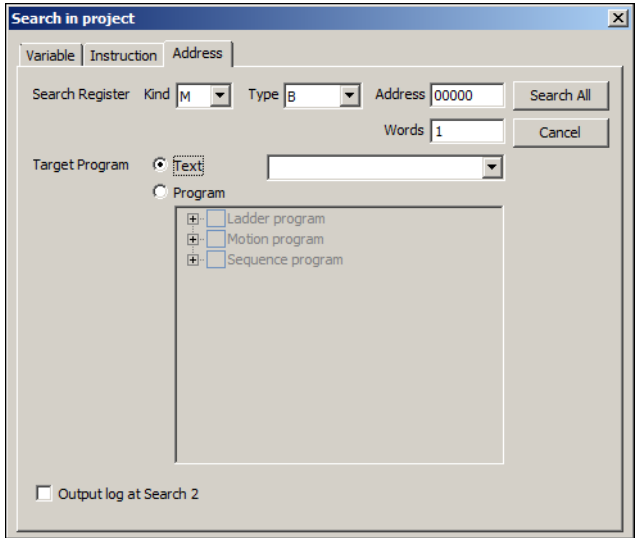 Search in project
Variable Instruction Address
Search Register Kind M Type B Address 00000 Search All
Words 1 Cancel
Target Program Text
Program
Ladder program
Motion program
Sequence program
Output log at Search 2